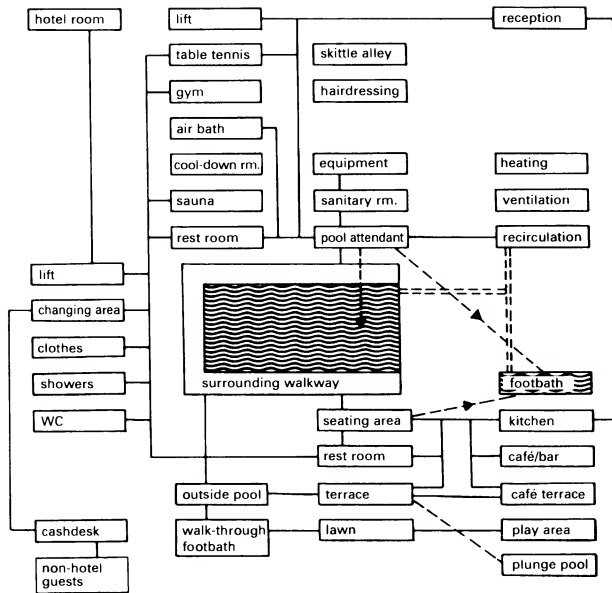 hotel room
lift
reception
table tennis
skittle alley
gym
hairdressing
air bath
cool-down rm.
equipment
heating
sauna
sanitary rm.
ventilation
rest room
pool attendant
recirculation
lift
changing area
clothes
showers
surrounding walkway
footbath
WC
seating area
kitchen
rest room
café/bar
outside pool
terrace
café terrace
cashdesk
walk-through
footbath
lawn
play area
non-hotel
guests
plunge pool